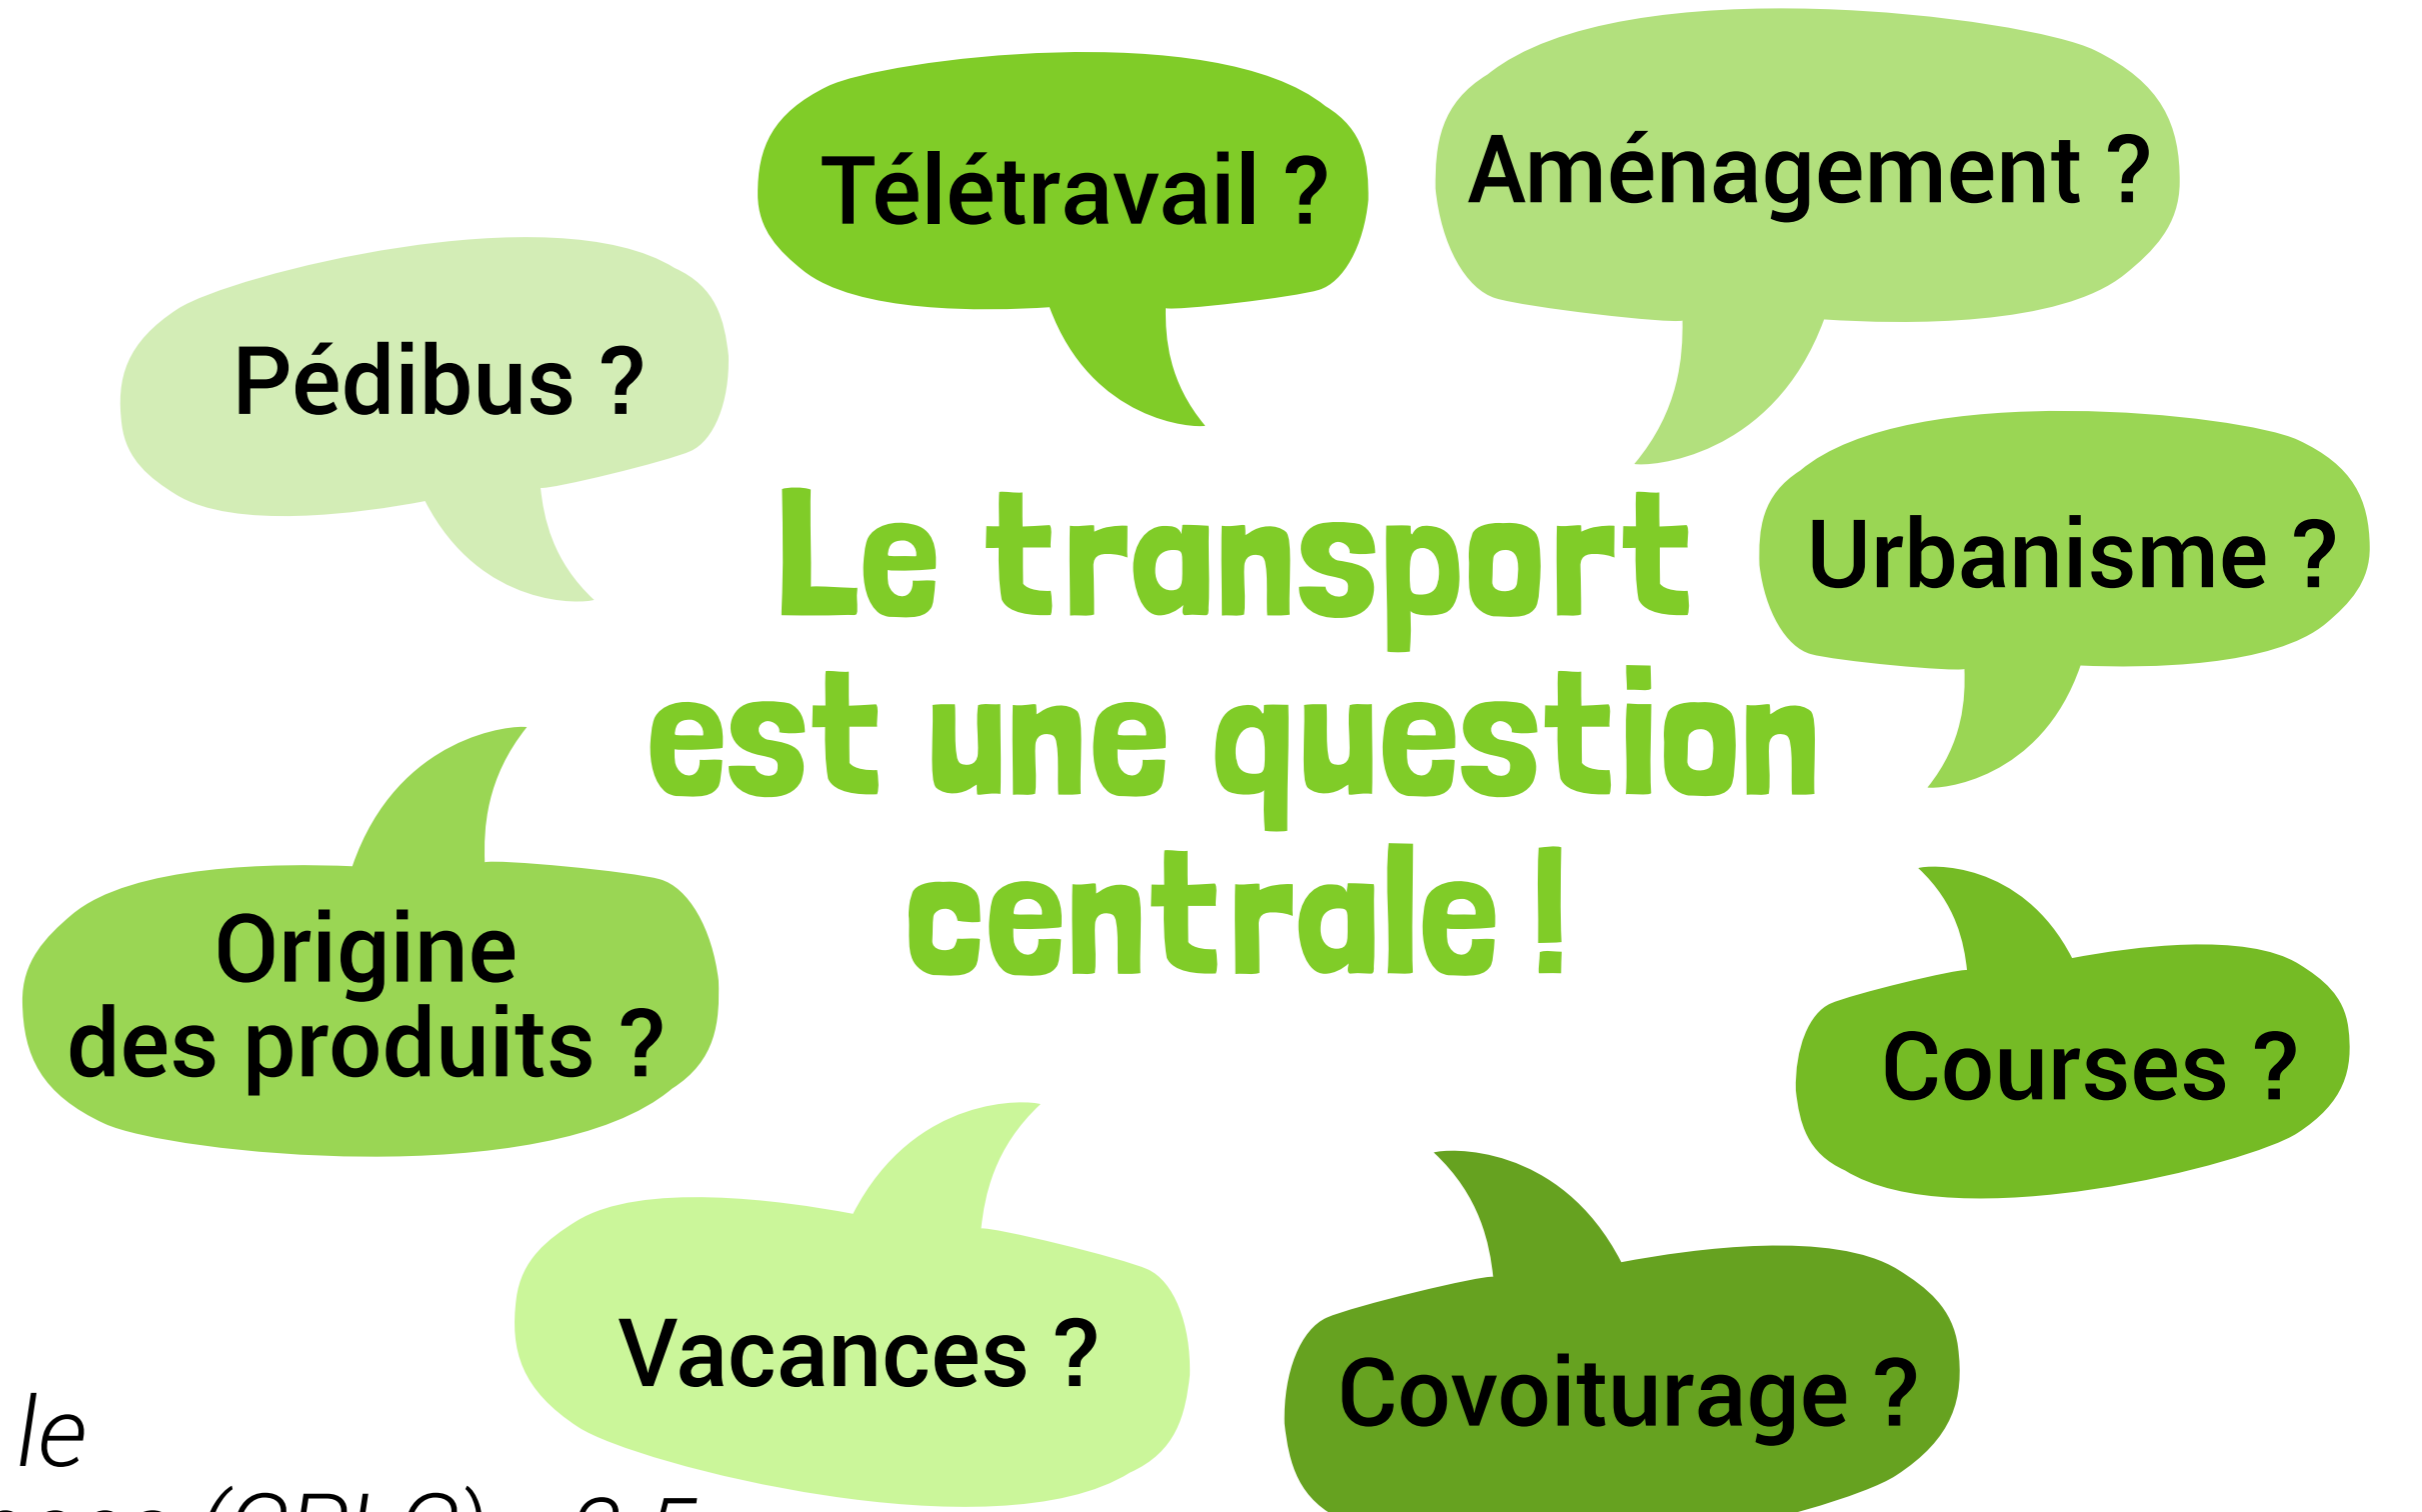 Télétravail ?
Aménagement ?
Pédibus ?
Urbanisme ?
Le transport
est une question
centrale !
Origine
des produits ?
Courses ?
Vacances ?
Covoiturage ?
le